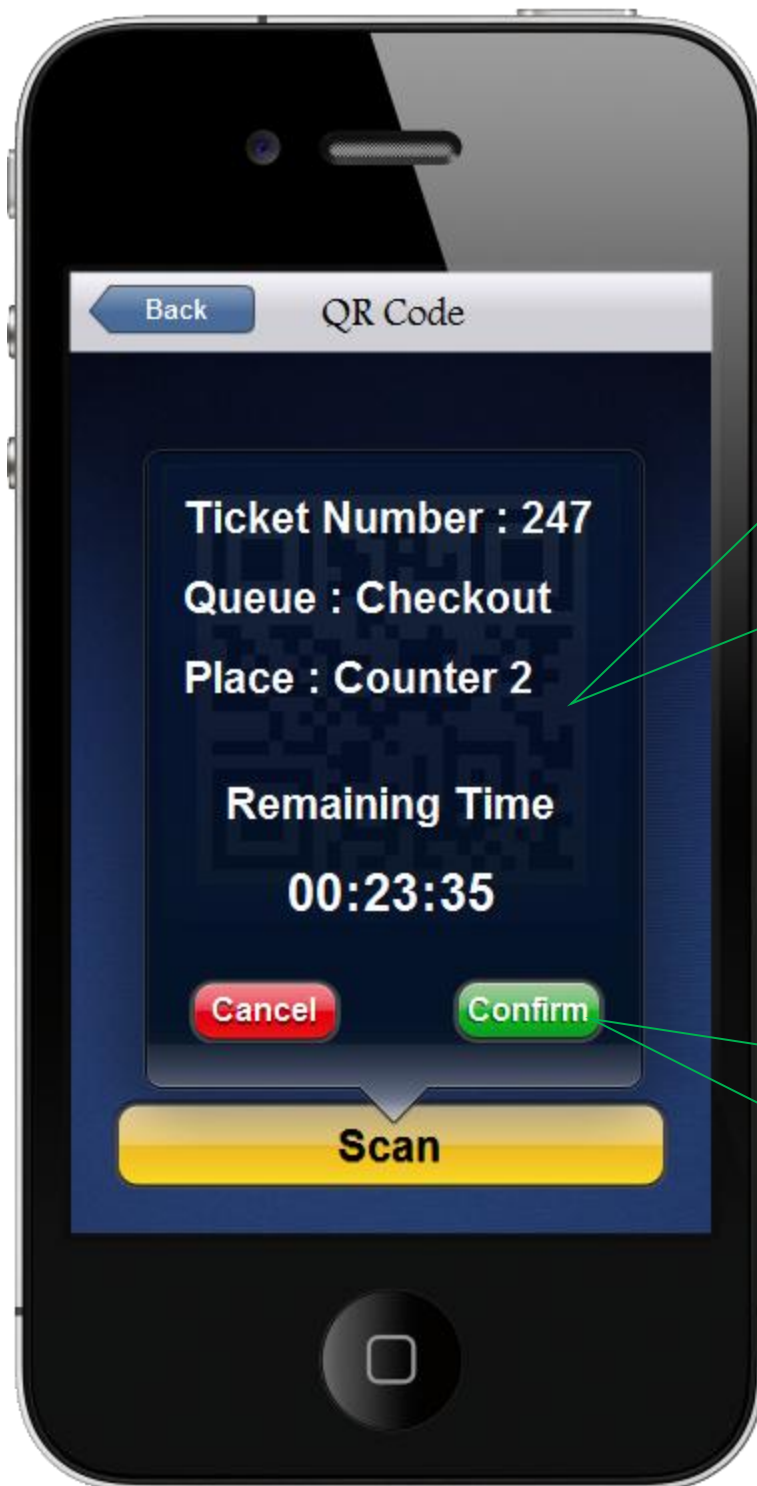 Back
QR Code
Ticket Number : 247
Queue : Checkout
Place : Counter 2
Remaining Time
00:23:35
Cancel
Confirm
Scan